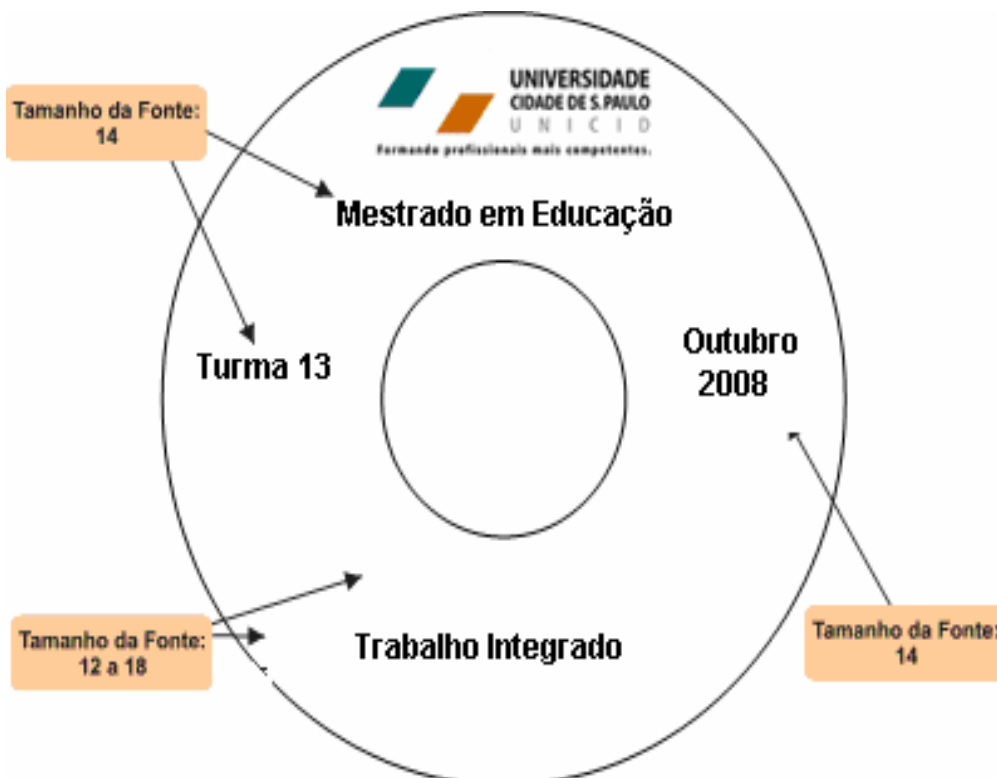 UNIVERSIDADE
CIDADE DE S.PAULO
UNICID
Formando profissionais mais competentes.
Tamanho da Fonte:
14
Mestrado em Educação
Turma 13
Outubro
2008
Tamanho da Fonte:
12 a 18
Trabalho Integrado
Tamanho da Fonte:
14